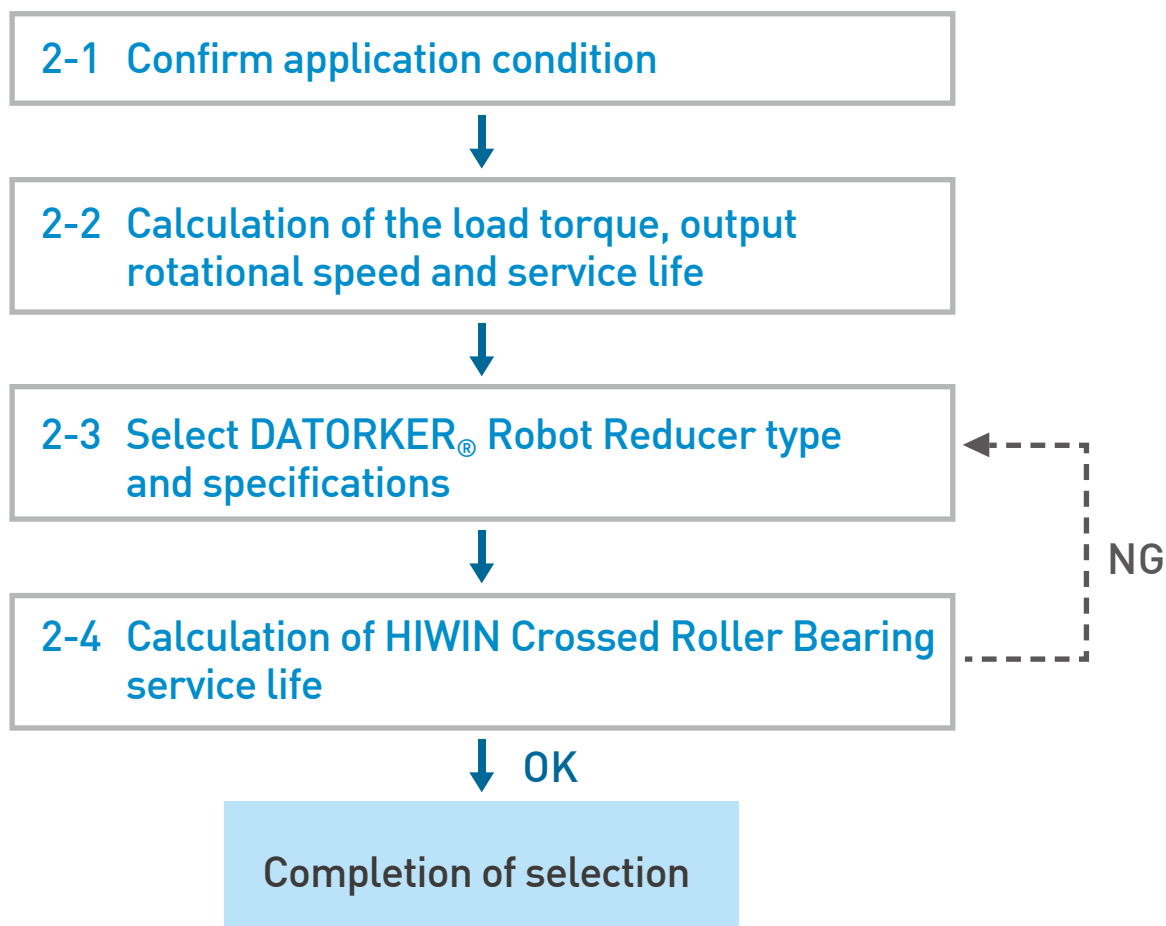 2-1 Confirm application condition
2-2 Calculation of the load torque, output
rotational speed and service life
2-3 Select DATORKER® Robot Reducer type
and specifications
NG
2-4 Calculation of HIWIN Crossed Roller Bearing
service life
OK
Completion of selection